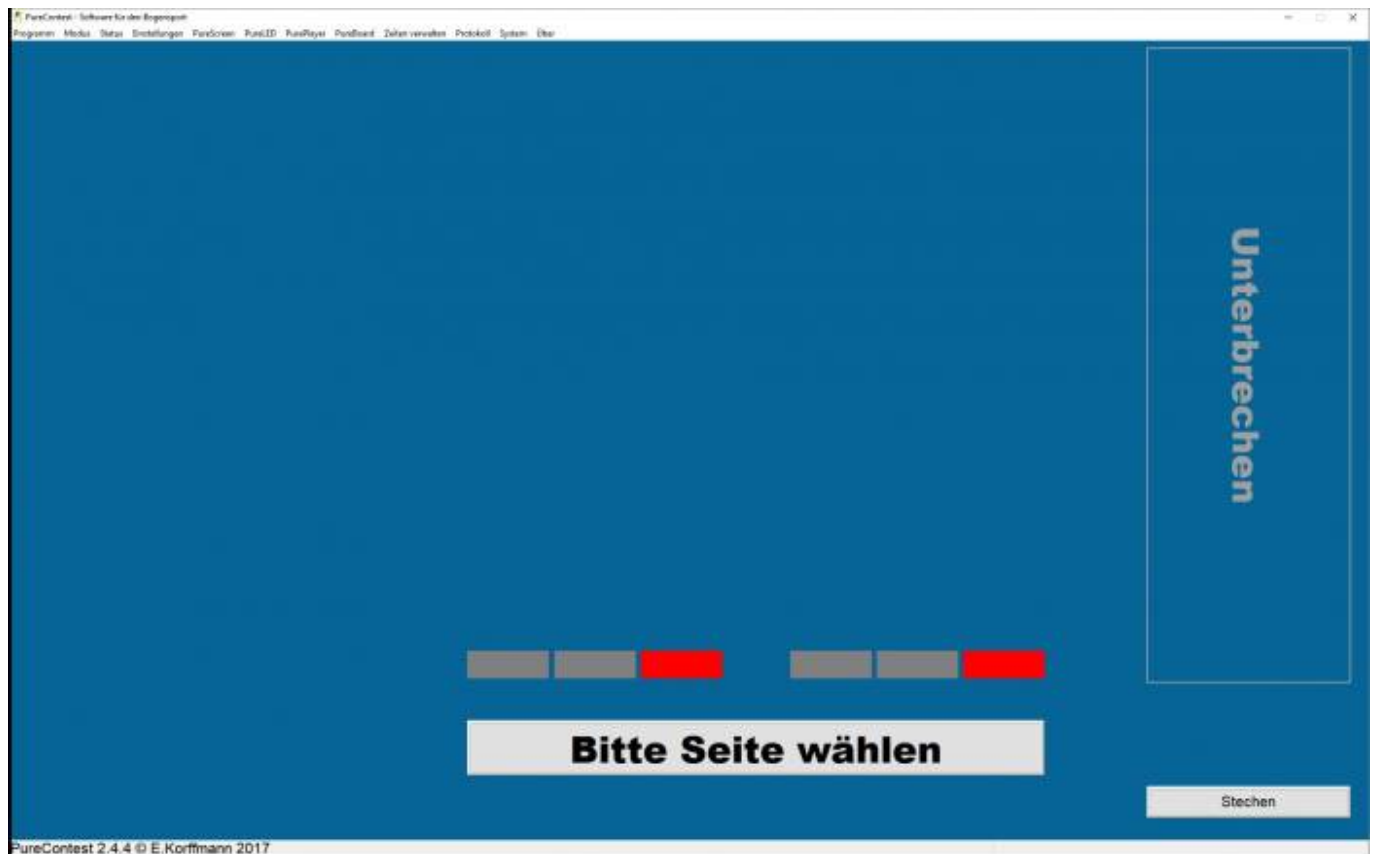 PureContest - Software für den Bogensport
Programm Modus Status Einstellungen PureScreen PureLED PurePlayer PureBoard Zeiten verwalten Protokoll System Über
Unterbrechen
Bitte Seite wählen
Stechen
PureContest 2.4.4 © E.Korffmann 2017